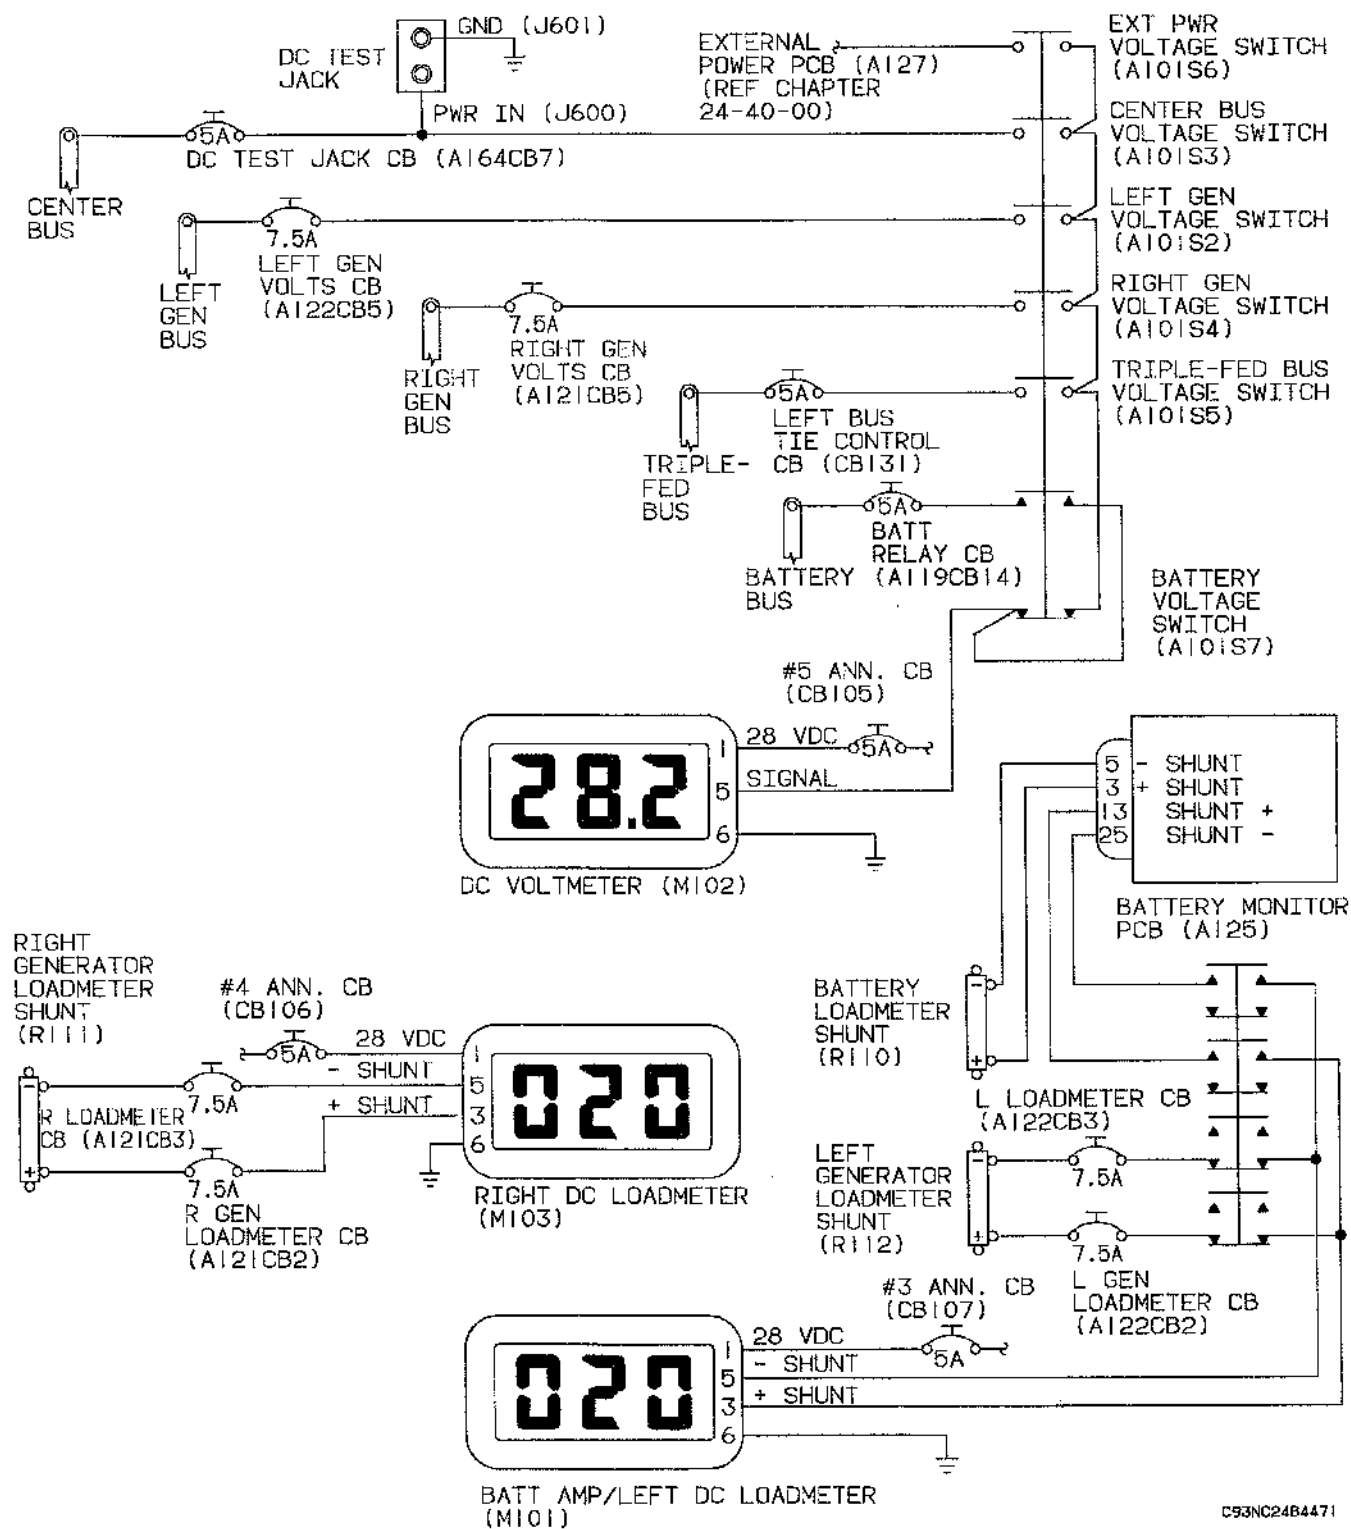 GND (J601)
DC TEST
JACK
PWR IN (J600)
5A
DC TEST JACK CB (A164CB7)
CENTER
BUS
EXTERNAL
POWER PCB (A127)
(REF CHAPTER
24-40-00)
EXT PWR
VOLTAGE SWITCH
(A101S6)
CENTER BUS
VOLTAGE SWITCH
(A101S3)
LEFT GEN
VOLTAGE SWITCH
(A101S2)
RIGHT GEN
VOLTAGE SWITCH
(A101S4)
TRIPLE-FED BUS
VOLTAGE SWITCH
(A101S5)
7.5A
LEFT GEN
VOLTS CB
(A122CB5)
LEFT
GEN
BUS
7.5A
RIGHT GEN
VOLTS CB
(A121CB5)
RIGHT
GEN
BUS
5A
LEFT BUS
TIE CONTROL
CB (CB131)
TRIPLE-
FED
BUS
5A
BATT
RELAY CB
(A119CB14)
BATTERY
BUS
BATTERY
VOLTAGE
SWITCH
(A101S7)
#5 ANN. CB
(CB105)
28 VDC
5A
1
SIGNAL
5
6
28.2
DC VOLTMETER (M102)
5 - SHUNT
3 + SHUNT
13 SHUNT +
25 SHUNT -
BATTERY MONITOR
PCB (A125)
RIGHT
GENERATOR
LOADMETER
SHUNT
(R111)
#4 ANN. CB
(CB106)
5A
28 VDC
- SHUNT
+ SHUNT
1
5
3
6
020
-
+
7.5A
R LOADMETER
CB (A121CB3)
7.5A
R GEN
LOADMETER CB
(A121CB2)
RIGHT DC LOADMETER
(M103)
BATTERY
LOADMETER
SHUNT
(R110)
-
+
L LOADMETER CB
(A122CB3)
7.5A
LEFT
GENERATOR
LOADMETER
SHUNT
(R112)
-
+
7.5A
L GEN
LOADMETER CB
(A122CB2)
#3 ANN. CB
(CB107)
5A
28 VDC
- SHUNT
+ SHUNT
1
5
3
6
020
BATT AMP/LEFT DC LOADMETER
(M101)
C93NC24B4471